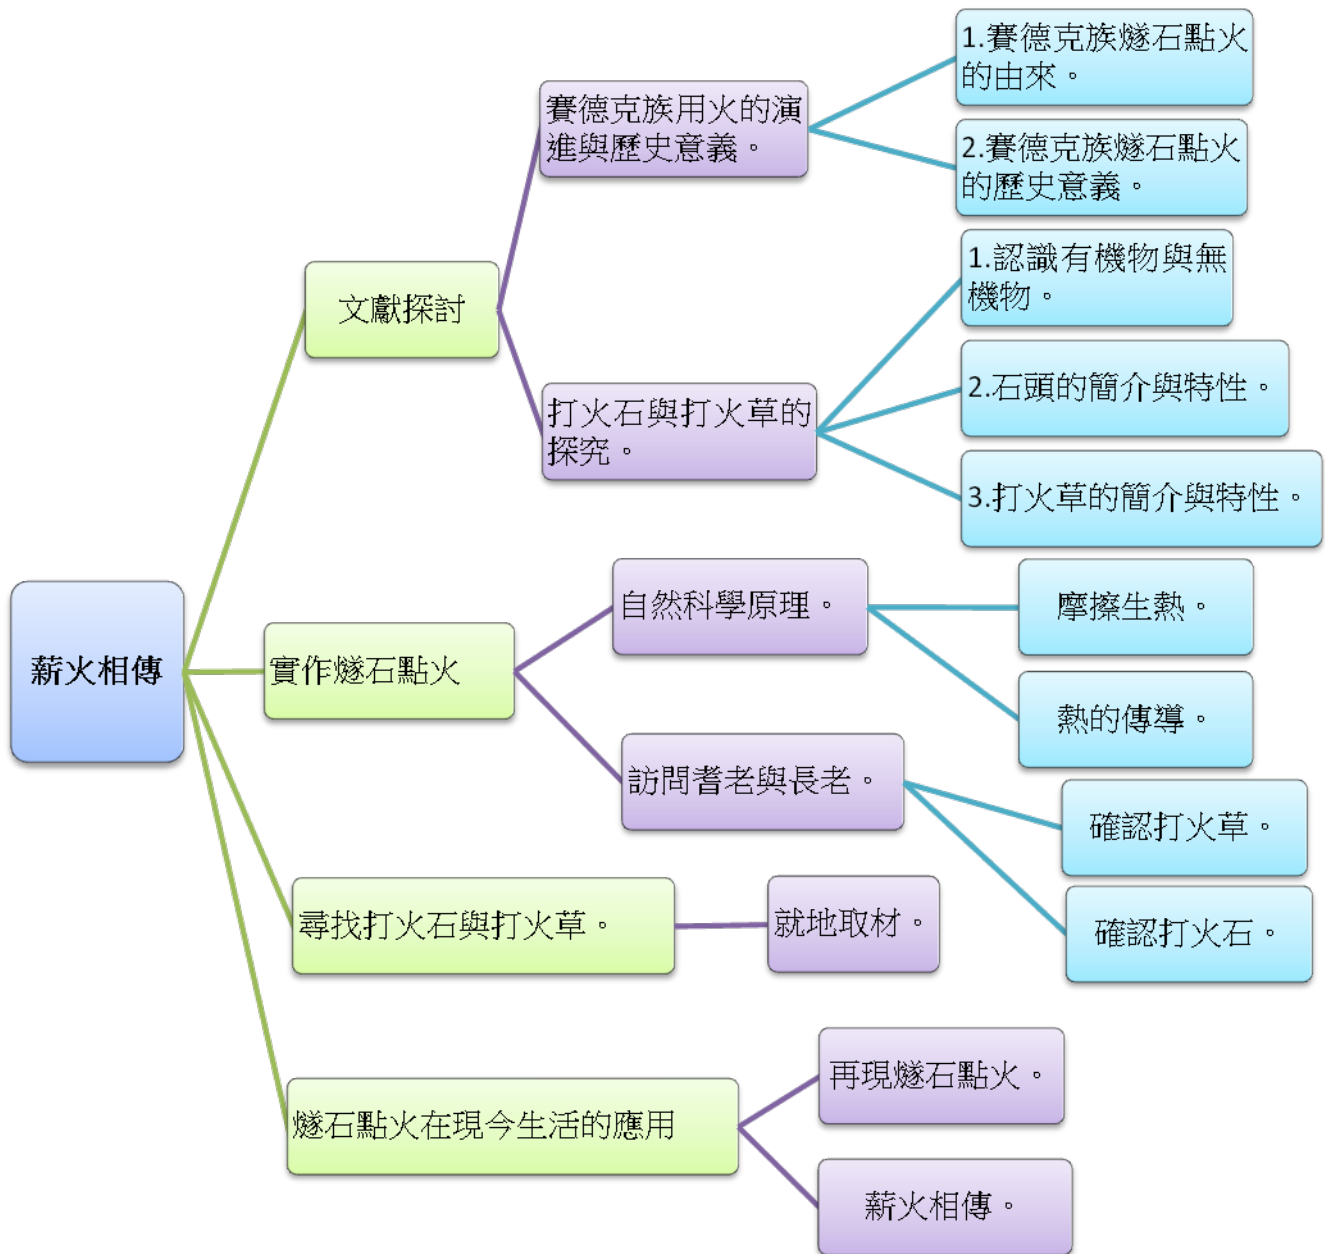 薪火相傳
文獻探討
賽德克族用火的演
進與歷史意義。
1.賽德克族燧石點火
的由來。
2.賽德克族燧石點火
的歷史意義。
打火石與打火草的
探究。
1.認識有機物與無
機物。
2.石頭的簡介與特性。
3.打火草的簡介與特性。
實作燧石點火
自然科學原理。
摩擦生熱。
熱的傳導。
訪問耆老與長老。
確認打火草。
確認打火石。
尋找打火石與打火草。
就地取材。
燧石點火在現今生活的應用
再現燧石點火。
薪火相傳。